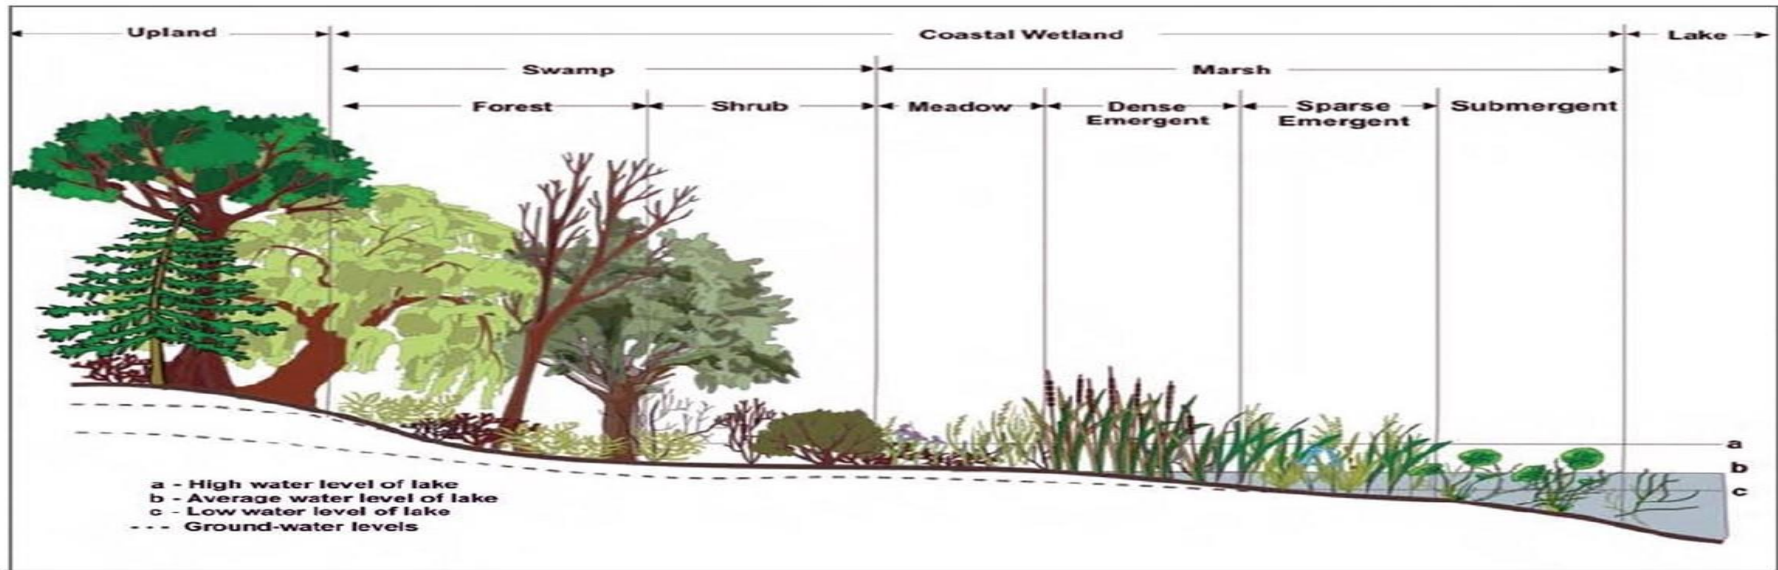 Upland Coastal Wetland Lake
Swamp Marsh
Forest Shrub Meadow Dense Emergent Sparse Emergent Submergent
a
b
c
a - High water level of lake
b - Average water level of lake
c - Low water level of lake
--- Ground-water levels